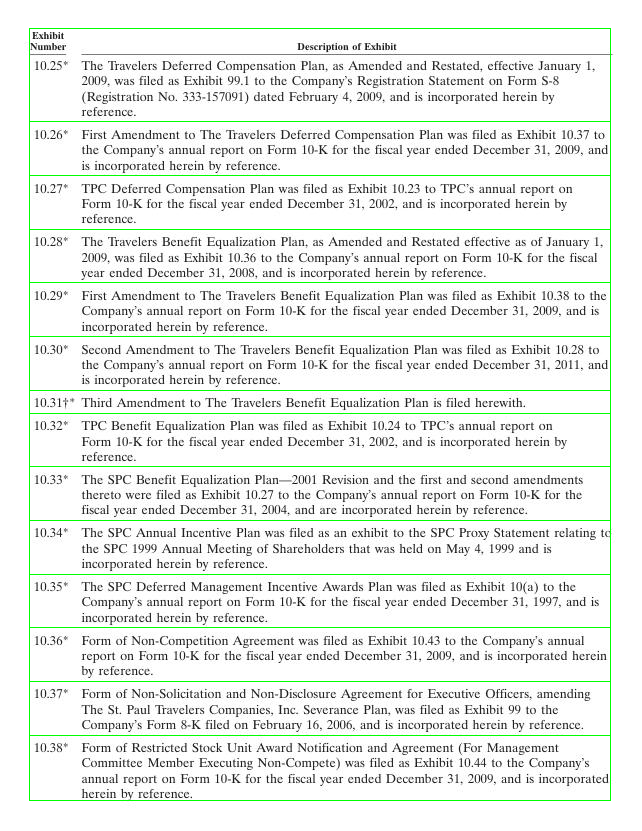 Exhibit
Number Description of Exhibit
10.25* The Travelers Deferred Compensation Plan, as Amended and Restated, effective January 1,
2009, was filed as Exhibit 99.1 to the Company's Registration Statement on Form S-8
(Registration No. 333-157091) dated February 4, 2009, and is incorporated herein by
reference.
10.26* First Amendment to The Travelers Deferred Compensation Plan was filed as Exhibit 10.37 to
the Company's annual report on Form 10-K for the fiscal year ended December 31, 2009, and
is incorporated herein by reference.
10.27* TPC Deferred Compensation Plan was filed as Exhibit 10.23 to TPC's annual report on
Form 10-K for the fiscal year ended December 31, 2002, and is incorporated herein by
reference.
10.28* The Travelers Benefit Equalization Plan, as Amended and Restated effective as of January 1,
2009, was filed as Exhibit 10.36 to the Company's annual report on Form 10-K for the fiscal
year ended December 31, 2008, and is incorporated herein by reference.
10.29* First Amendment to The Travelers Benefit Equalization Plan was filed as Exhibit 10.38 to the
Company's annual report on Form 10-K for the fiscal year ended December 31, 2009, and is
incorporated herein by reference.
10.30* Second Amendment to The Travelers Benefit Equalization Plan was filed as Exhibit 10.28 to
the Company's annual report on Form 10-K for the fiscal year ended December 31, 2011, and
is incorporated herein by reference.
10.31†* Third Amendment to The Travelers Benefit Equalization Plan is filed herewith.
10.32* TPC Benefit Equalization Plan was filed as Exhibit 10.24 to TPC's annual report on
Form 10-K for the fiscal year ended December 31, 2002, and is incorporated herein by
reference.
10.33* The SPC Benefit Equalization Plan—2001 Revision and the first and second amendments
thereto were filed as Exhibit 10.27 to the Company's annual report on Form 10-K for the
fiscal year ended December 31, 2004, and are incorporated herein by reference.
10.34* The SPC Annual Incentive Plan was filed as an exhibit to the SPC Proxy Statement relating to
the SPC 1999 Annual Meeting of Shareholders that was held on May 4, 1999 and is
incorporated herein by reference.
10.35* The SPC Deferred Management Incentive Awards Plan was filed as Exhibit 10(a) to the
Company's annual report on Form 10-K for the fiscal year ended December 31, 1997, and is
incorporated herein by reference.
10.36* Form of Non-Competition Agreement was filed as Exhibit 10.43 to the Company's annual
report on Form 10-K for the fiscal year ended December 31, 2009, and is incorporated herein
by reference.
10.37* Form of Non-Solicitation and Non-Disclosure Agreement for Executive Officers, amending
The St. Paul Travelers Companies, Inc. Severance Plan, was filed as Exhibit 99 to the
Company's Form 8-K filed on February 16, 2006, and is incorporated herein by reference.
10.38* Form of Restricted Stock Unit Award Notification and Agreement (For Management
Committee Member Executing Non-Compete) was filed as Exhibit 10.44 to the Company's
annual report on Form 10-K for the fiscal year ended December 31, 2009, and is incorporated
herein by reference.